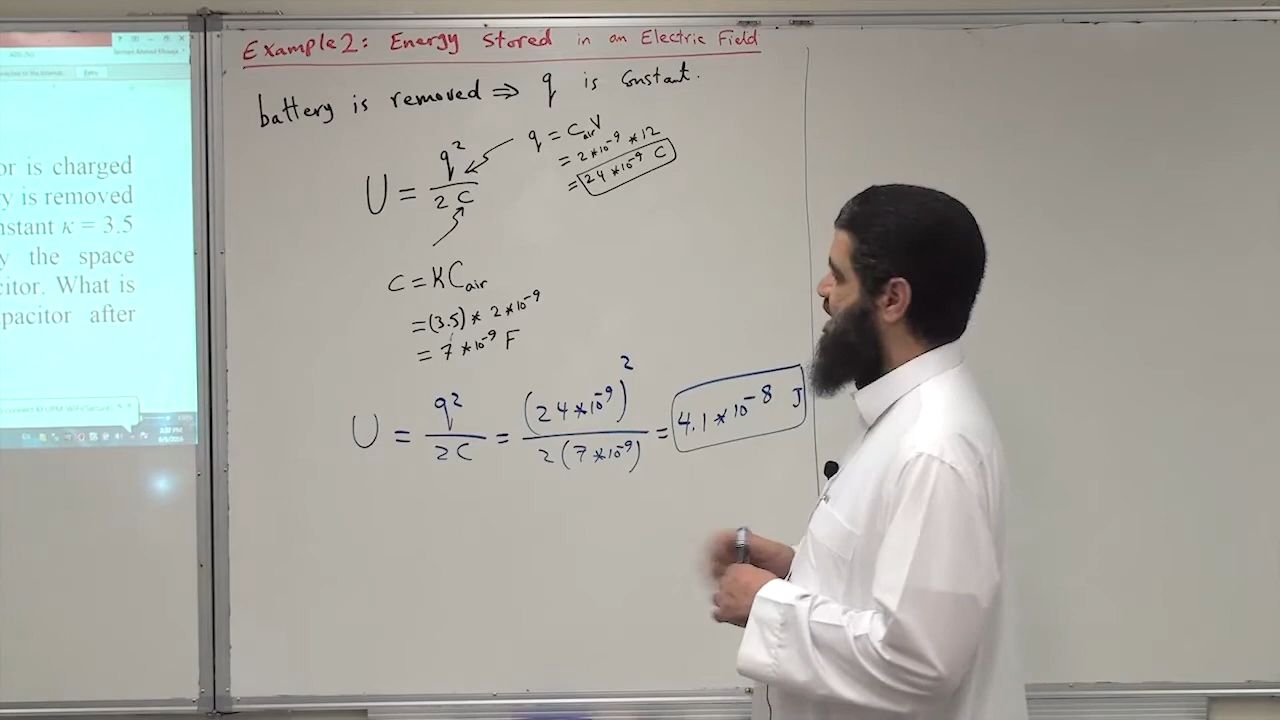 or is charged
y is removed
nstant κ = 3.5
y the space
citor. What is
pacitor after
Example 2: Energy Stored in an Electric Field
battery is removed ⇒ q is constant.
U = q² / 2C
q = C_air V
= 2*10⁻⁹ * 12
= 24*10⁻⁹ C
C = KC_air
= (3.5) * 2*10⁻⁹
= 7*10⁻⁹ F
U = q² / 2C = (24*10⁻⁹)² / 2(7*10⁻⁹) = 4.1*10⁻⁸ J